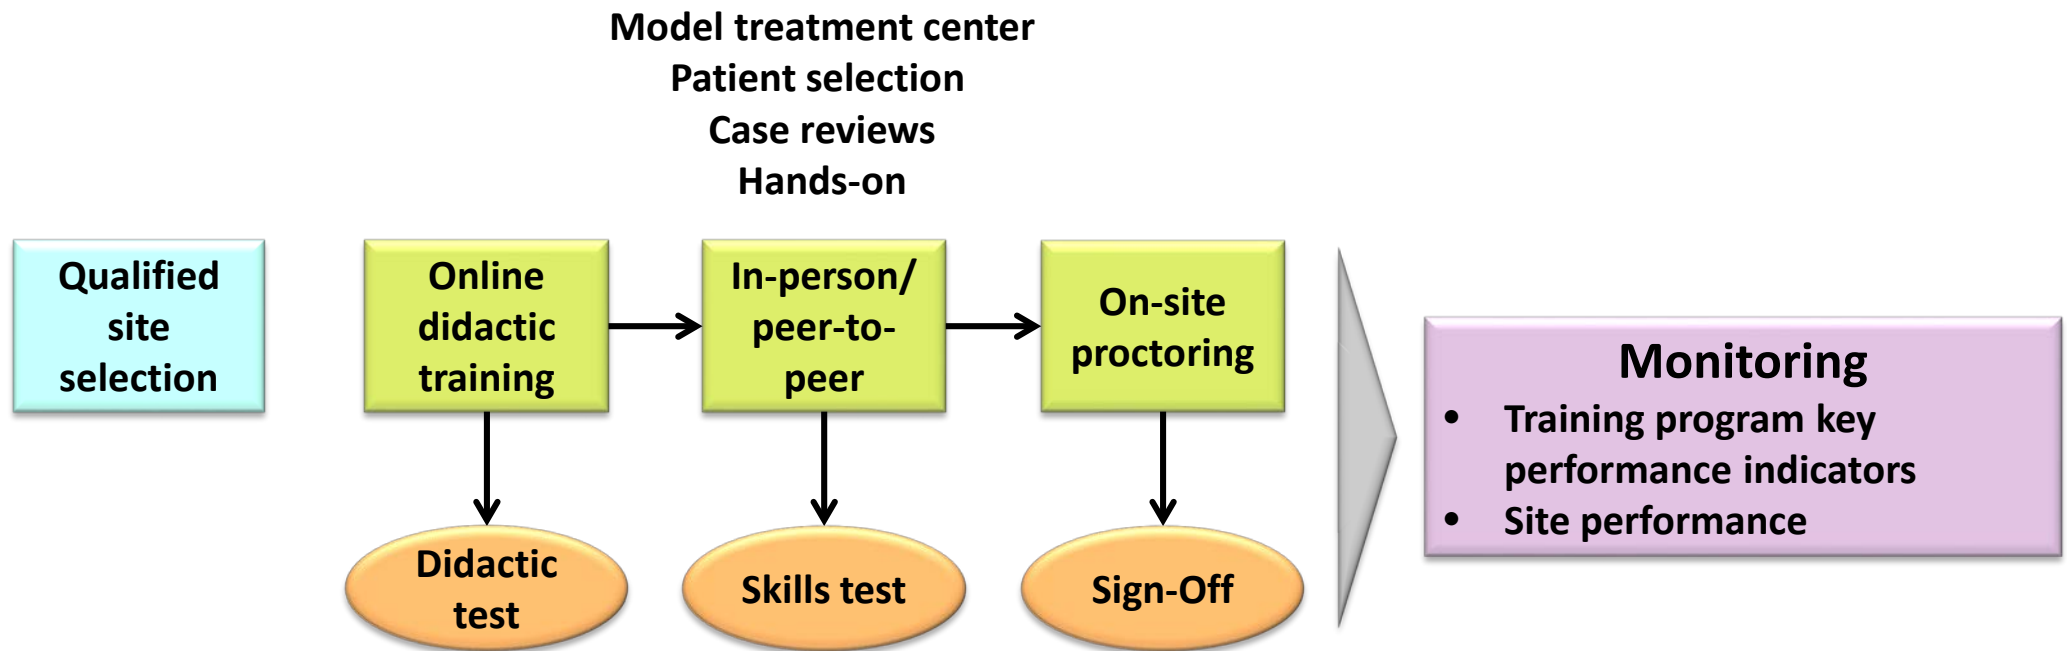 Model treatment center
Patient selection
Case reviews
Hands-on
Qualified
site
selection
Online
didactic
training
In-person/
peer-to-
peer
On-site
proctoring
Didactic
test
Skills test
Sign-Off
Monitoring
• Training program key
performance indicators
• Site performance